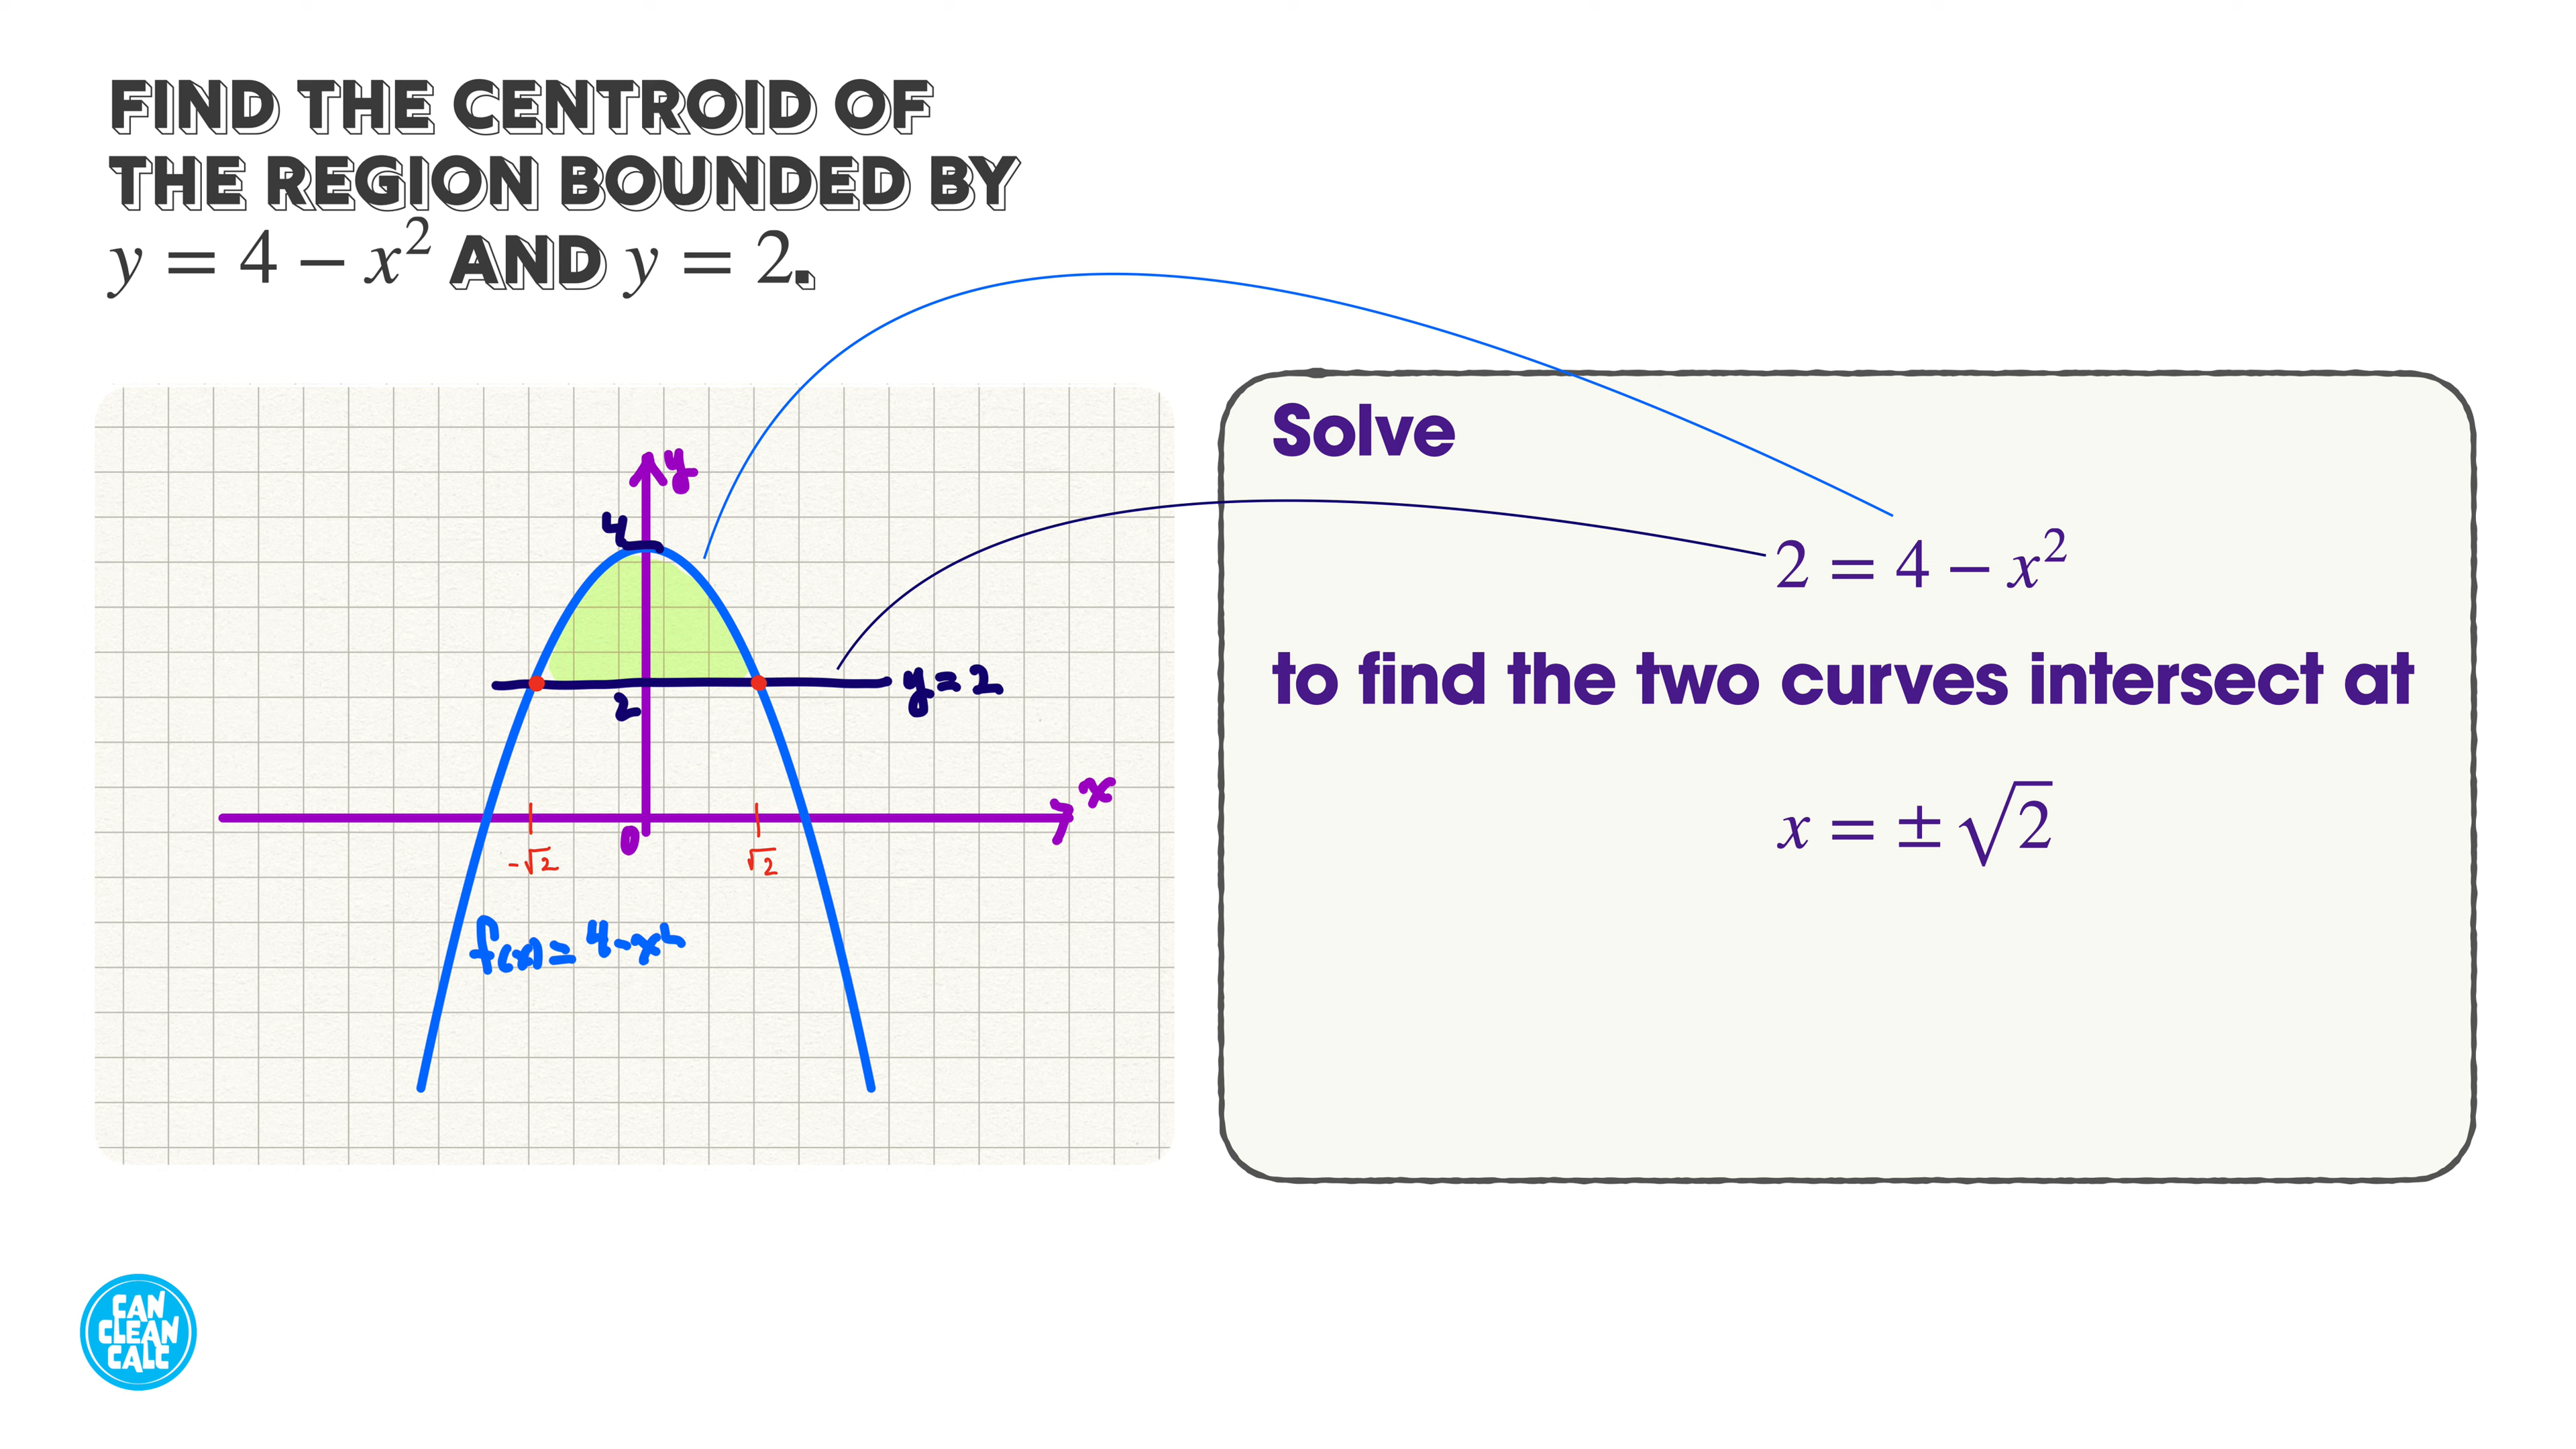 FIND THE CENTROID OF
THE REGION BOUNDED BY
y = 4 − x² AND y = 2.
y
4
y = 2
2
x
0
-√2
√2
f(x) = 4-x²
Solve
2 = 4 − x²
to find the two curves intersect at
x = ± √2
CAN
CLEAN
CALC